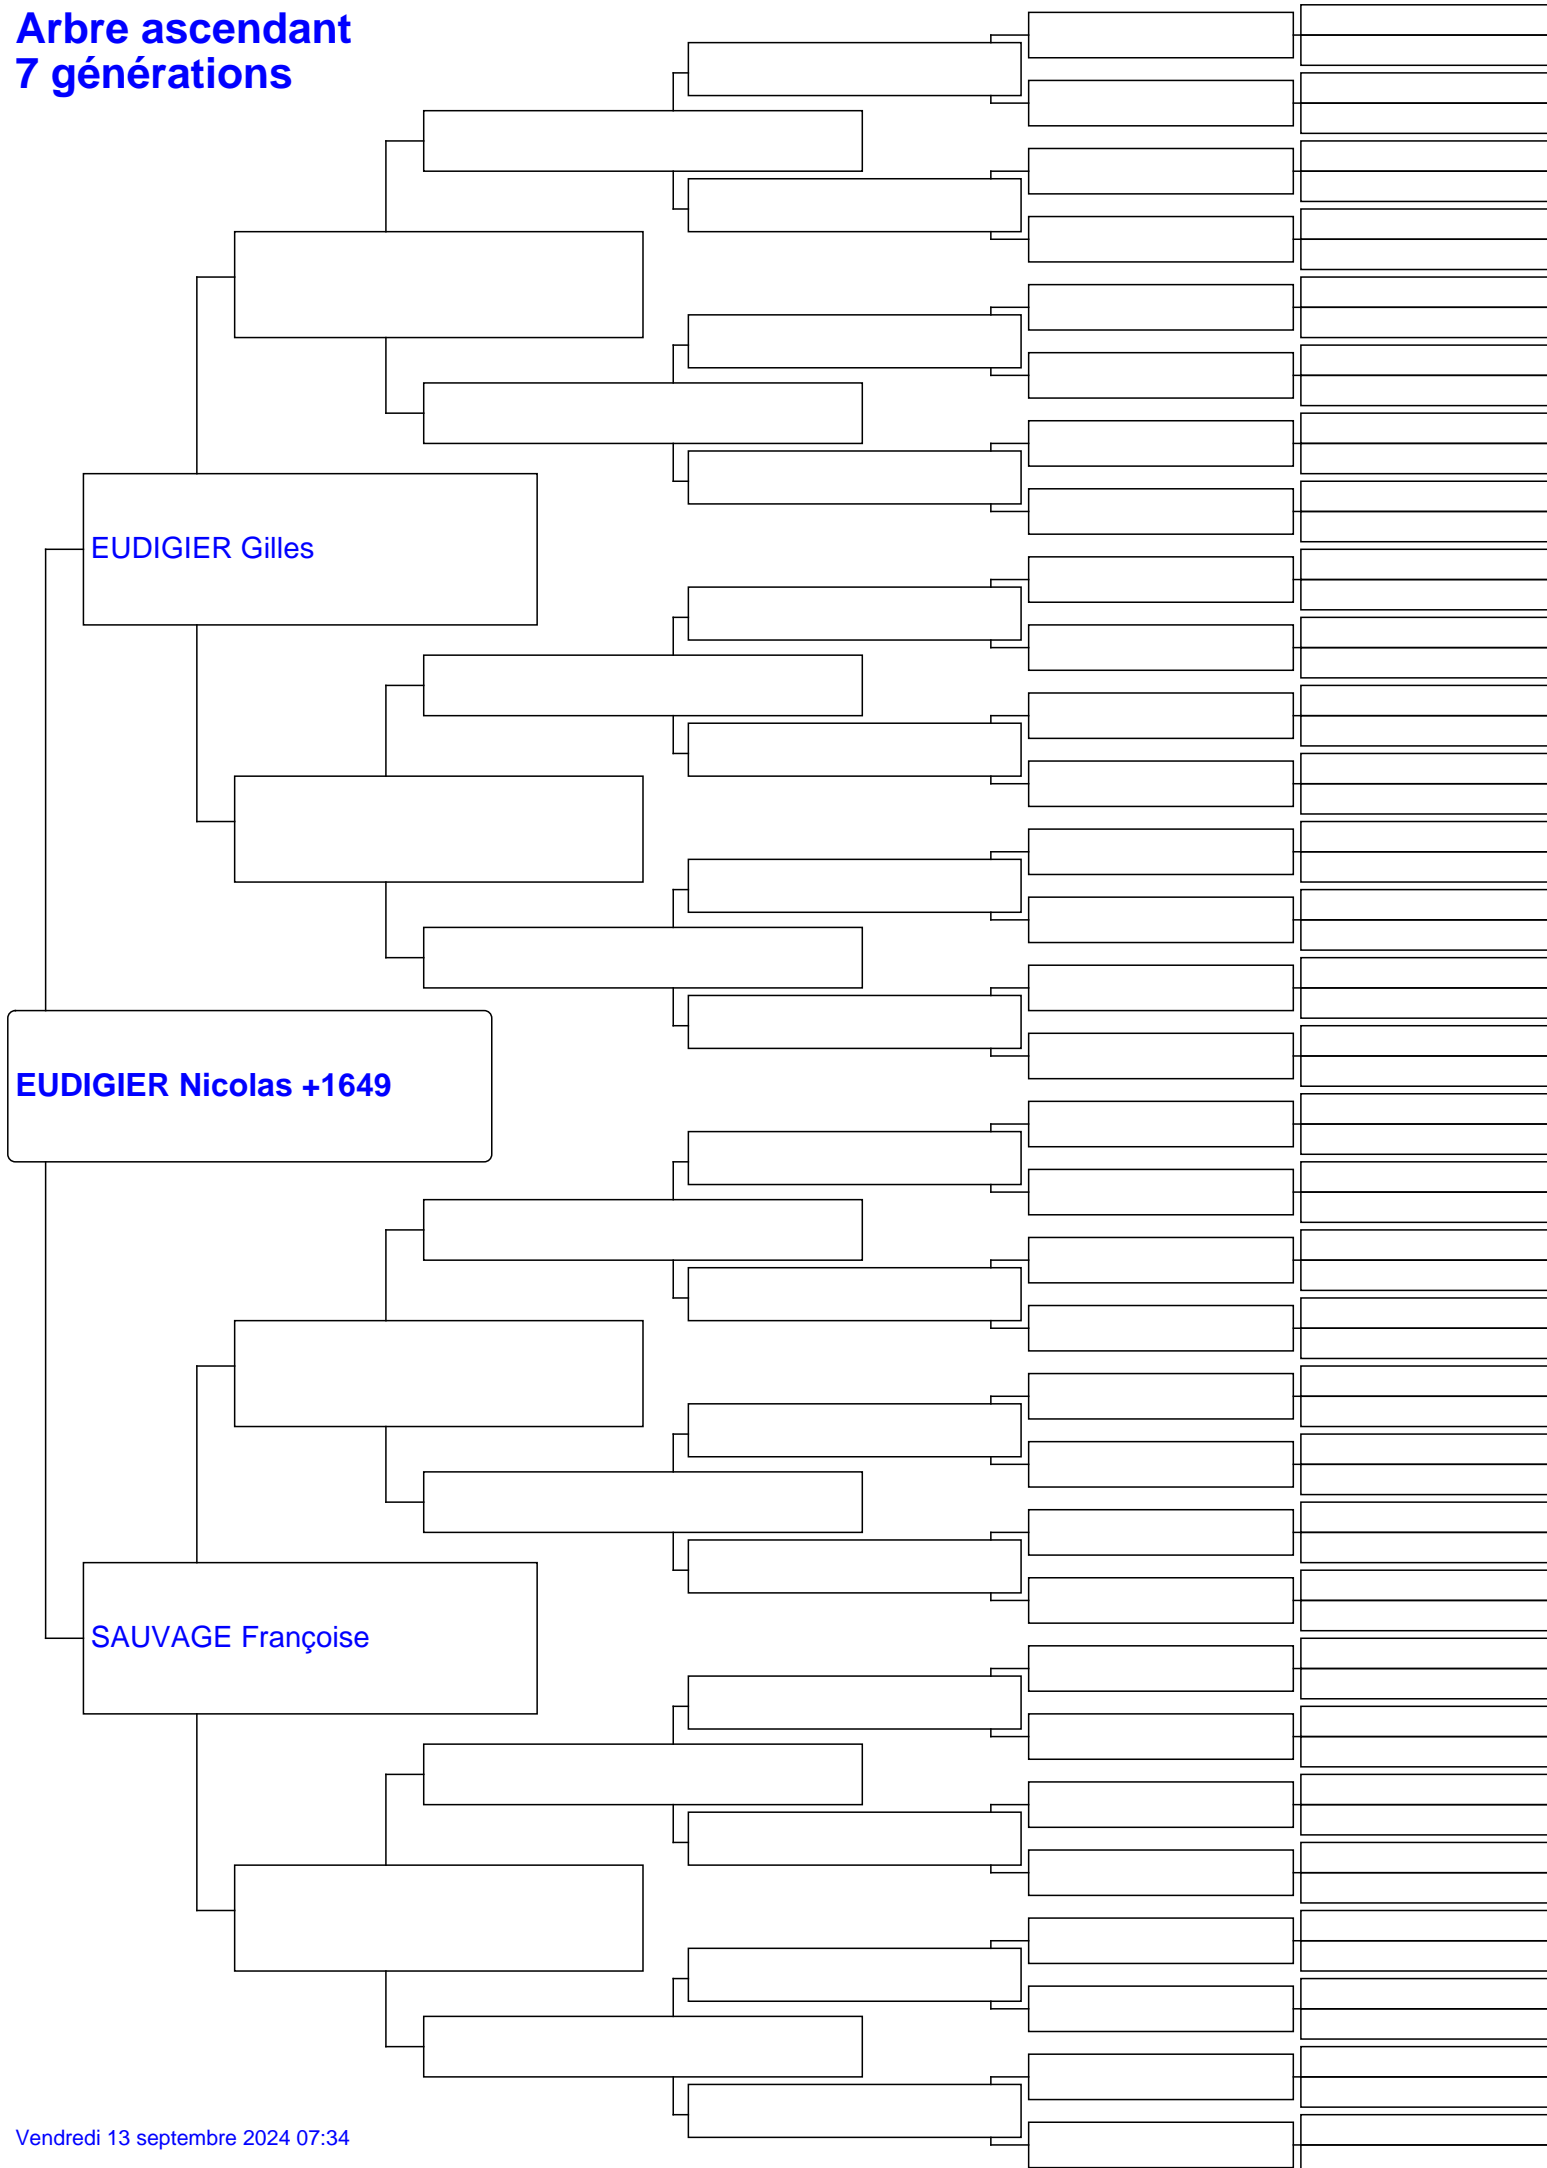 Arbre ascendant
7 générations
EUDIGIER Gilles
EUDIGIER Nicolas +1649
SAUVAGE Françoise
Vendredi 13 septembre 2024 07:34